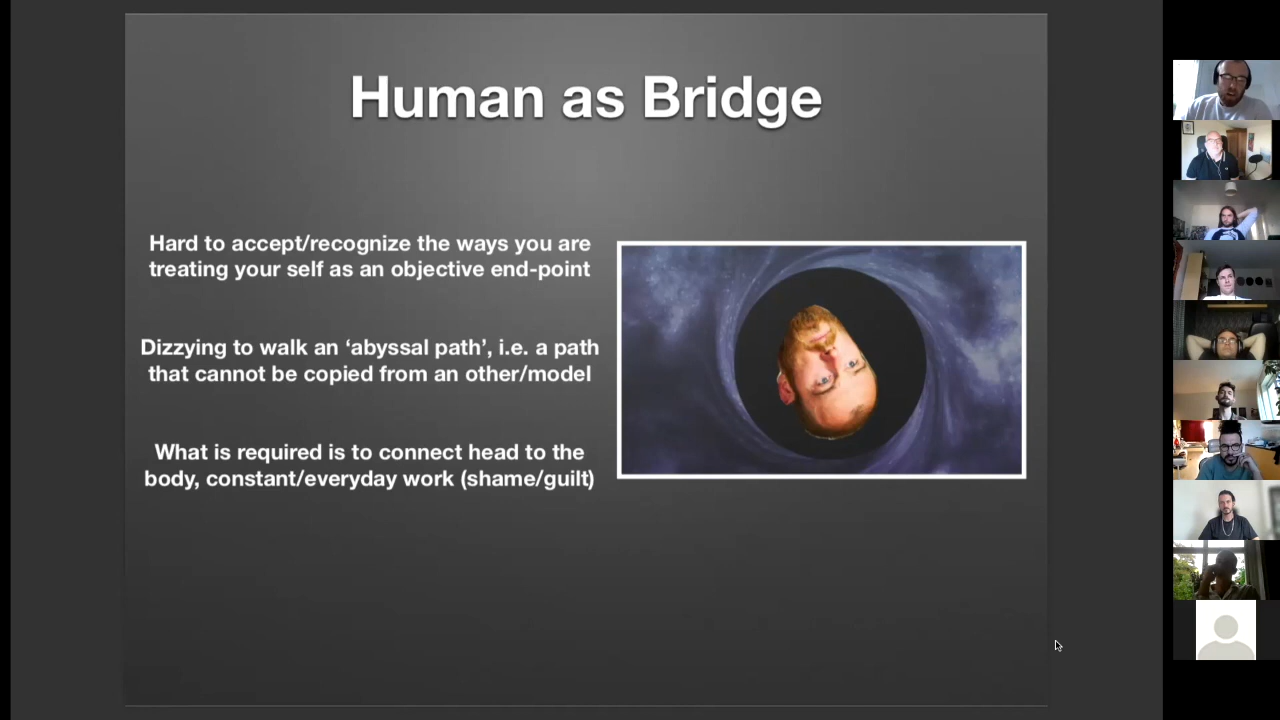 Human as Bridge
Hard to accept/recognize the ways you are
treating your self as an objective end-point
Dizzying to walk an ‘abyssal path’, i.e. a path
that cannot be copied from an other/model
What is required is to connect head to the
body, constant/everyday work (shame/guilt)